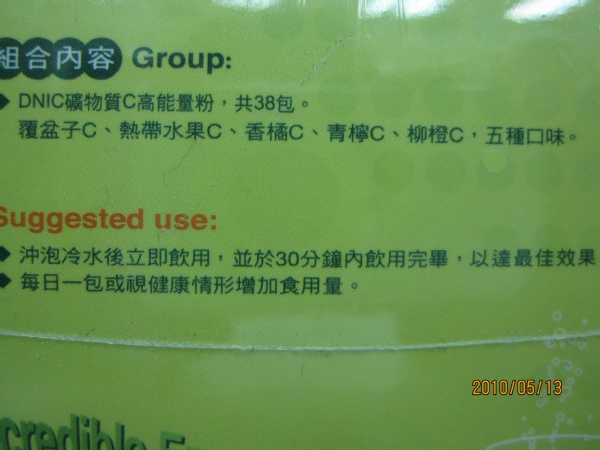 組合內容 Group:
◆ DNIC礦物質C高能量粉，共38包。
覆盆子C、熱帶水果C、香橘C、青檸C、柳橙C，五種口味。
Suggested use:
◆ 沖泡冷水後立即飲用，並於30分鐘內飲用完畢，以達最佳效果
◆ 每日一包或視健康情形增加食用量。
2010/05/13
credible